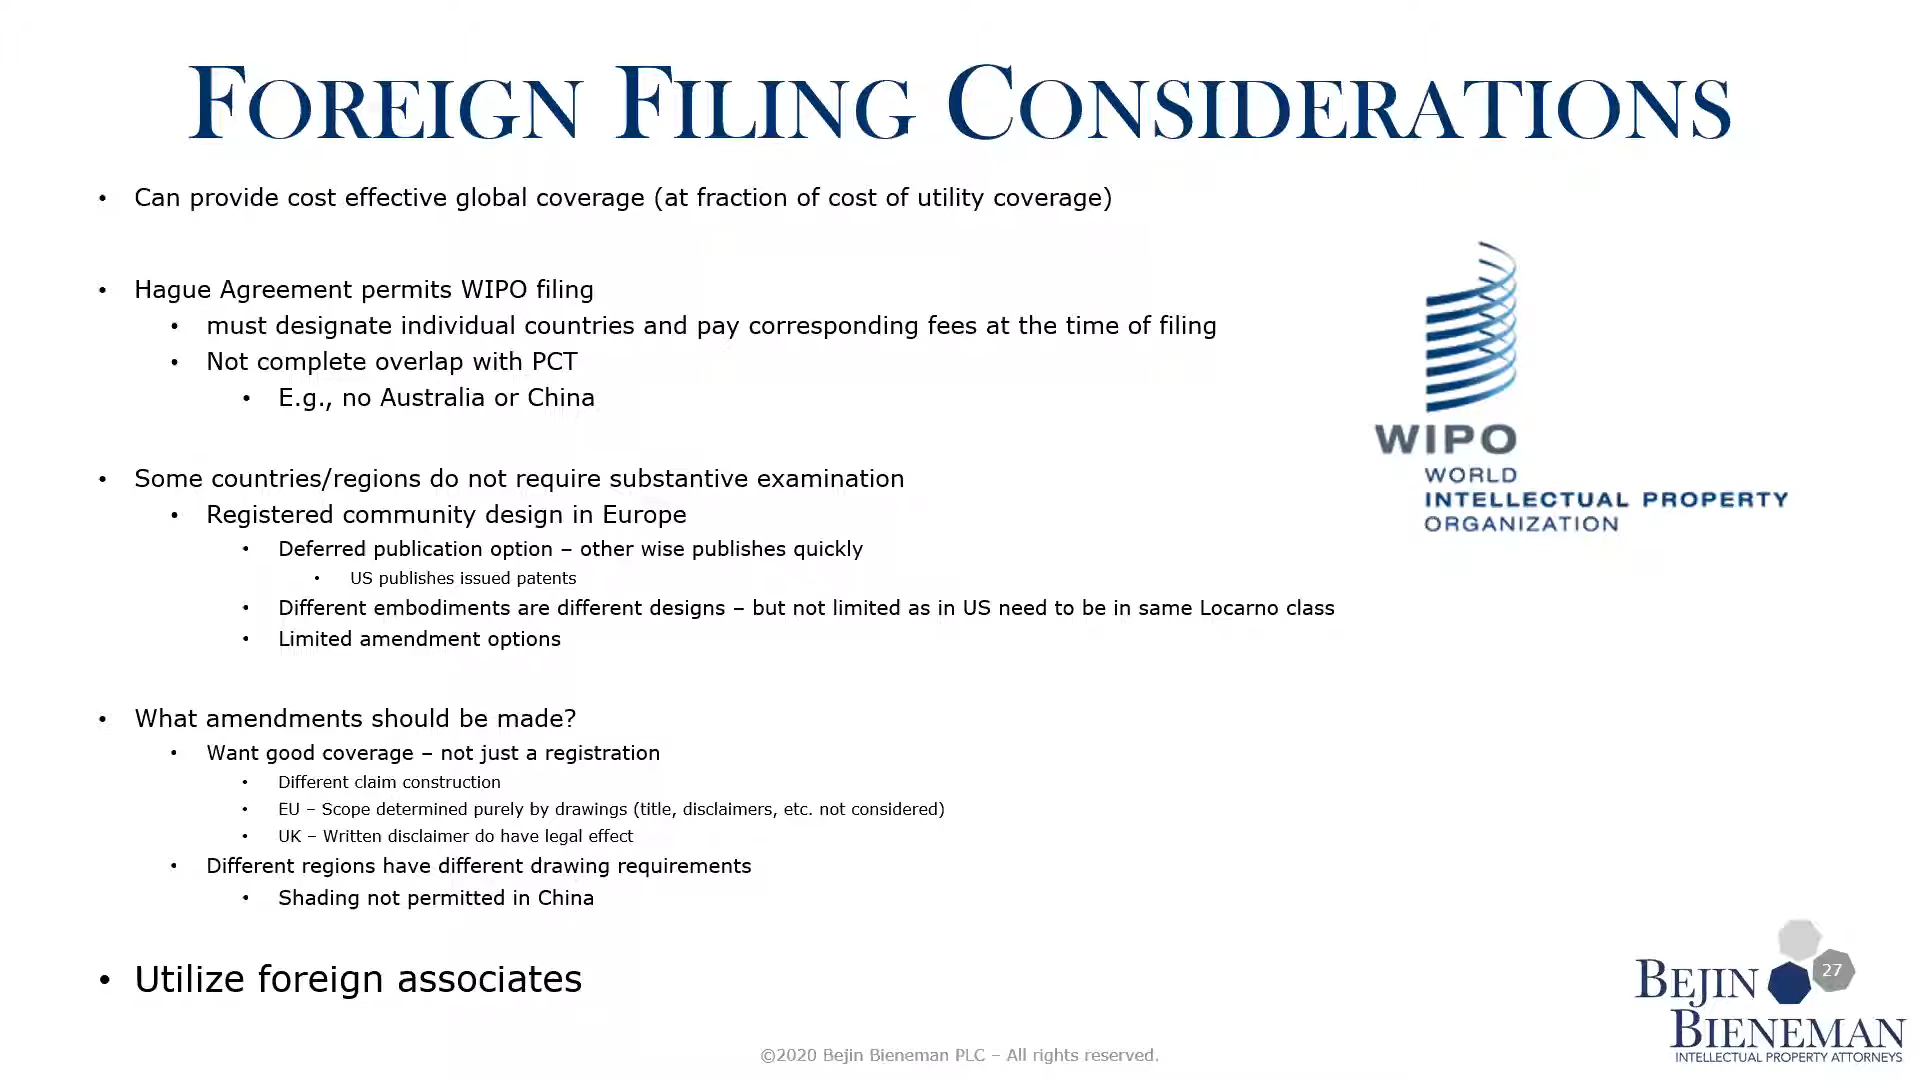 FOREIGN FILING CONSIDERATIONS
• Can provide cost effective global coverage (at fraction of cost of utility coverage)
• Hague Agreement permits WIPO filing
• must designate individual countries and pay corresponding fees at the time of filing
• Not complete overlap with PCT
• E.g., no Australia or China
WIPO
WORLD
INTELLECTUAL PROPERTY
ORGANIZATION
• Some countries/regions do not require substantive examination
• Registered community design in Europe
• Deferred publication option – other wise publishes quickly
• US publishes issued patents
• Different embodiments are different designs – but not limited as in US need to be in same Locarno class
• Limited amendment options
• What amendments should be made?
• Want good coverage – not just a registration
• Different claim construction
• EU – Scope determined purely by drawings (title, disclaimers, etc. not considered)
• UK – Written disclaimer do have legal effect
• Different regions have different drawing requirements
• Shading not permitted in China
• Utilize foreign associates
27
BEJIN
BIENEMAN
INTELLECTUAL PROPERTY ATTORNEYS
©2020 Bejin Bieneman PLC – All rights reserved.